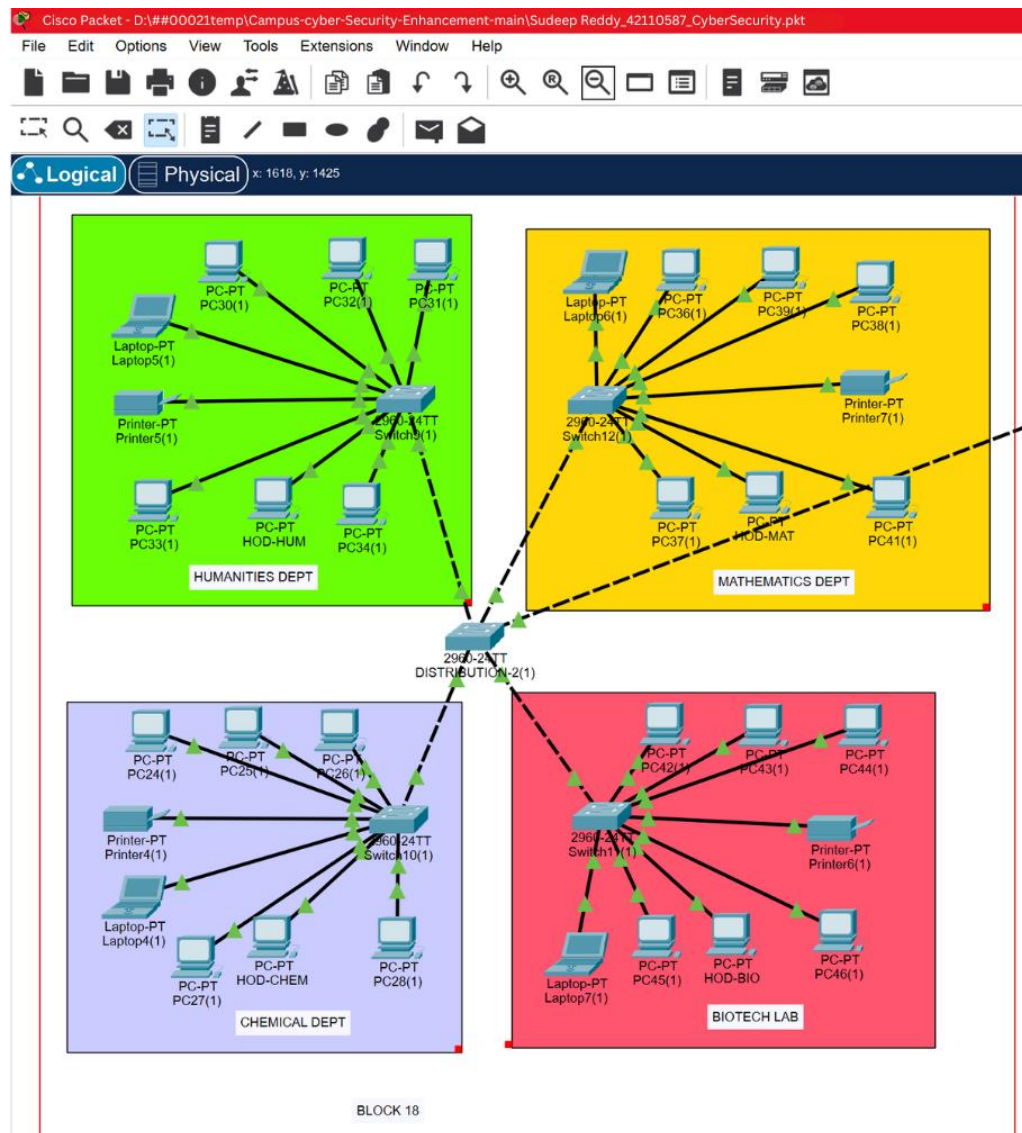 Cisco Packet - D:\##00021temp\Campus-cyber-Security-Enhancement-main\Sudeep Reddy_42110587_CyberSecurity.pkt
File Edit Options View Tools Extensions Window Help
Logical Physical x: 1618, y: 1425
PC-PT
PC30(1)
PC-PT
PC32(1)
PC-PT
PC31(1)
Laptop-PT
Laptop5(1)
Printer-PT
Printer5(1)
2960-24TT
Switch9(1)
PC-PT
PC33(1)
PC-PT
HOD-HUM
PC-PT
PC34(1)
HUMANITIES DEPT
Laptop-PT
Laptop6(1)
PC-PT
PC36(1)
PC-PT
PC39(1)
PC-PT
PC38(1)
Printer-PT
Printer7(1)
2960-24TT
Switch12(1)
PC-PT
PC37(1)
PC-PT
HOD-MAT
PC-PT
PC41(1)
MATHEMATICS DEPT
2960-24TT
DISTRIBUTION-2(1)
PC-PT
PC24(1)
PC-PT
PC25(1)
PC-PT
PC26(1)
Printer-PT
Printer4(1)
2960-24TT
Switch10(1)
Laptop-PT
Laptop4(1)
PC-PT
PC27(1)
PC-PT
HOD-CHEM
PC-PT
PC28(1)
CHEMICAL DEPT
PC-PT
PC42(1)
PC-PT
PC43(1)
PC-PT
PC44(1)
2960-24TT
Switch11(1)
Printer-PT
Printer6(1)
Laptop-PT
Laptop7(1)
PC-PT
PC45(1)
PC-PT
HOD-BIO
PC-PT
PC46(1)
BIOTECH LAB
BLOCK 18